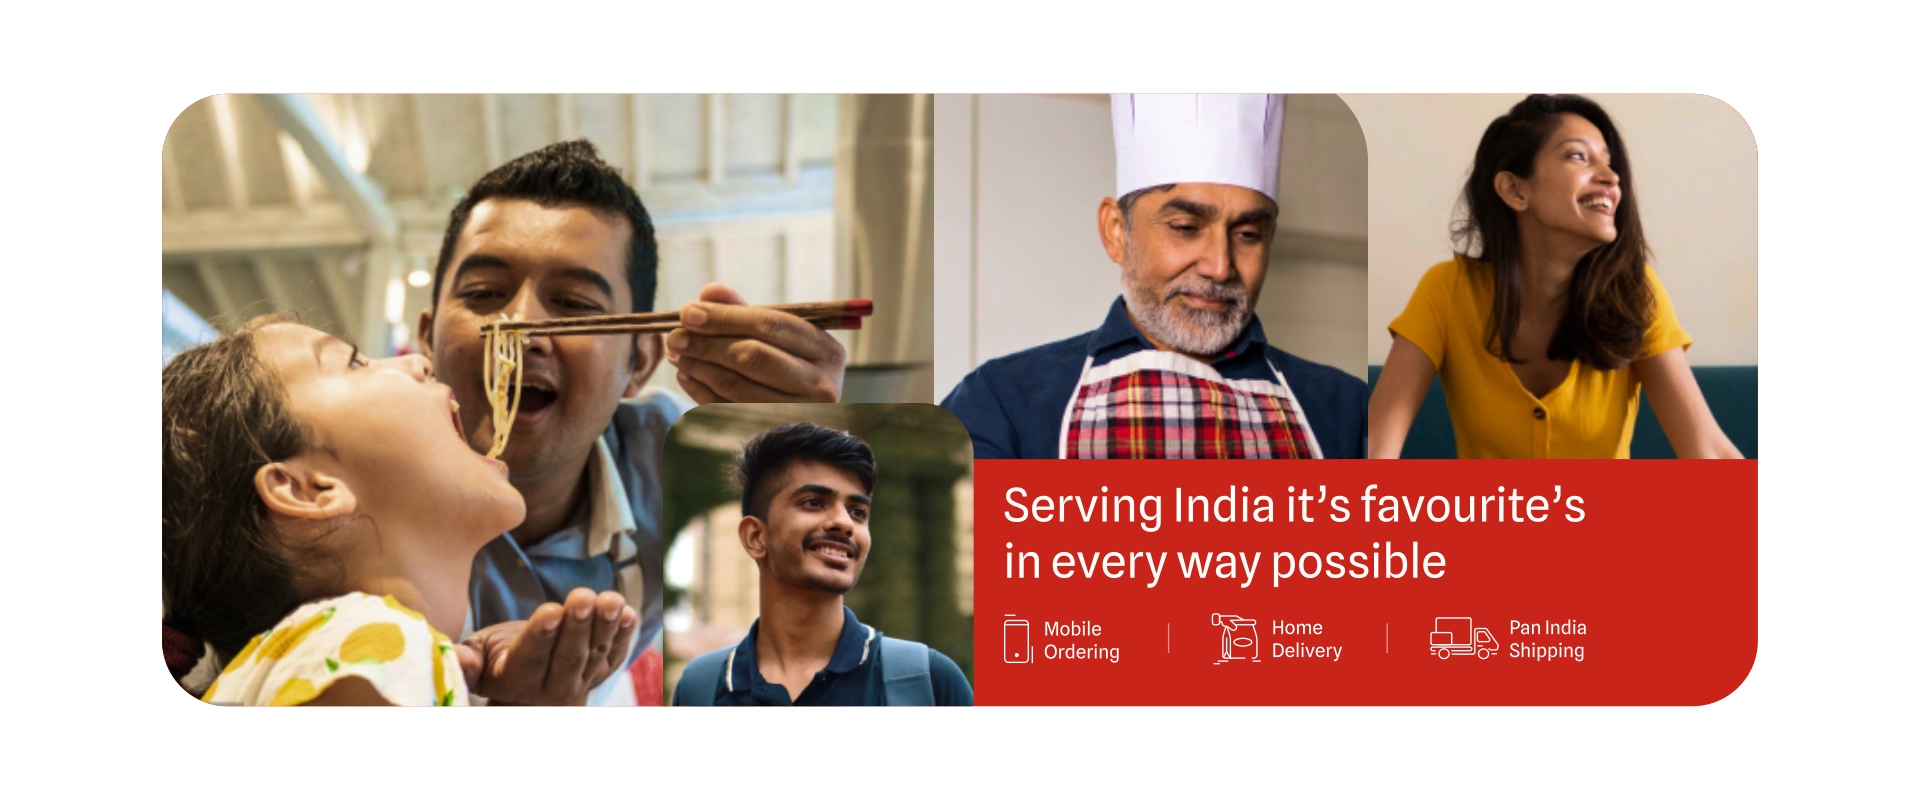 Serving India it’s favourite’s
in every way possible
Mobile
Ordering
Home
Delivery
Pan India
Shipping